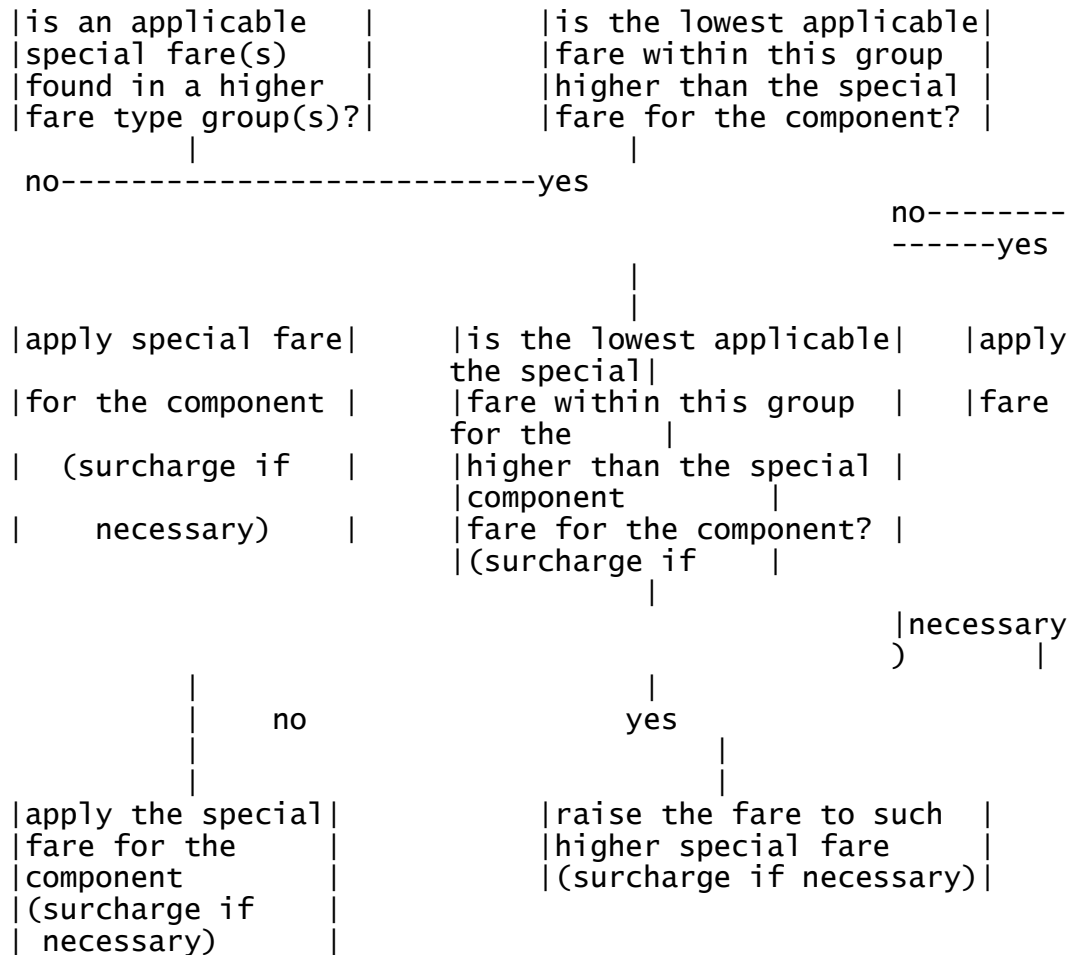 |is an applicable   |         |is the lowest applicable|
|special fare(s)    |         |fare within this group  |
|found in a higher  |         |higher than the special |
|fare type group(s)?|         |fare for the component? |
          |                        |
 no---------------------------yes
                                                  no--------
                                                  ------yes
                                   |
                                   |
|apply special fare|     |is the lowest applicable|   |apply
                         the special|
|for the component |     |fare within this group  |   |fare
                         for the      |
|  (surcharge if   |     |higher than the special |
                         |component           |
|    necessary)    |     |fare for the component? |
                         |(surcharge if      |
                                    |
                                                  |necessary
                                                  )       |
          |                         |
          |    no                  yes
          |                             |
          |                             |
|apply the special|           |raise the fare to such  |
|fare for the     |           |higher special fare     |
|component        |           |(surcharge if necessary)|
|(surcharge if    |
| necessary)      |